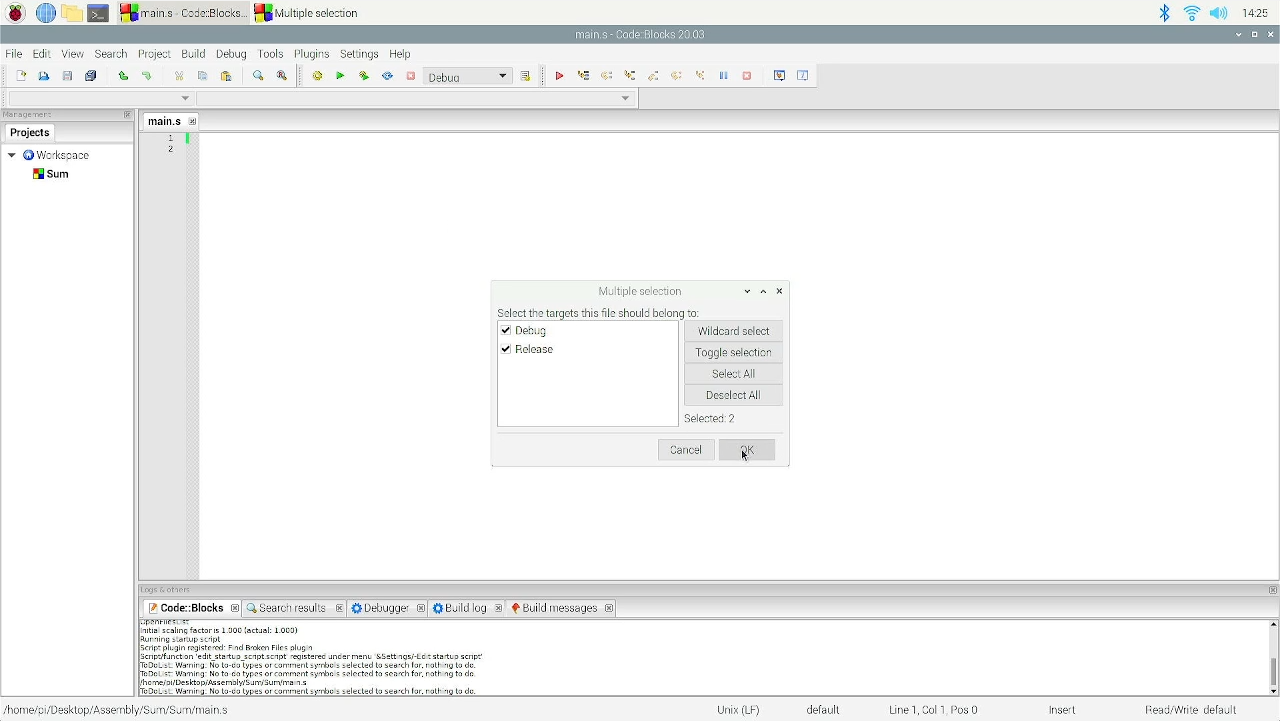 main.s - Code::Blocks... Multiple selection 14:25
main.s - Code::Blocks 20.03
File Edit View Search Project Build Debug Tools Plugins Settings Help
Debug
Management
Projects
main.s
Workspace
Sum
1
2
Multiple selection
Select the targets this file should belong to:
Debug
Release
Wildcard select
Toggle selection
Select All
Deselect All
Selected: 2
Cancel OK
Logs & others
Code::Blocks Search results Debugger Build log Build messages
OpenFilesList
Initial scaling factor is 1.000 (actual: 1.000)
Running startup script
Script plugin registered: Find Broken Files plugin
Script/function 'edit_startup_script.script' registered under menu '&Settings/-Edit startup script'
ToDoList: Warning: No to-do types or comment symbols selected to search for, nothing to do.
ToDoList: Warning: No to-do types or comment symbols selected to search for, nothing to do.
/home/pi/Desktop/Assembly/Sum/Sum/main.s
ToDoList: Warning: No to-do types or comment symbols selected to search for, nothing to do.
/home/pi/Desktop/Assembly/Sum/Sum/main.s Unix (LF) default Line 1, Col 1, Pos 0 Insert Read/Write default